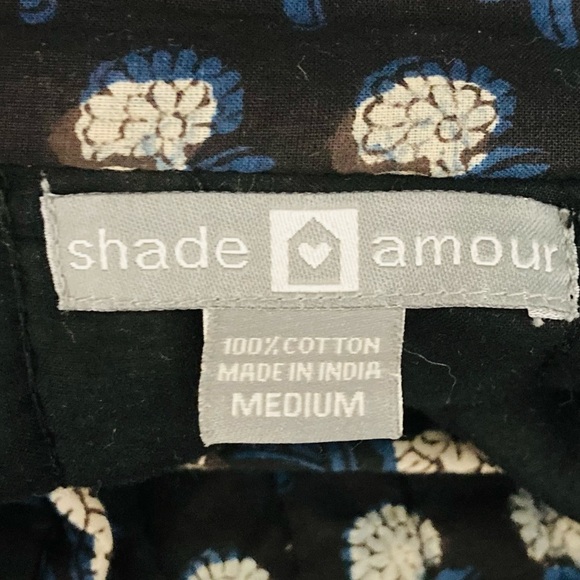 shade amour
100% COTTON
MADE IN INDIA
MEDIUM